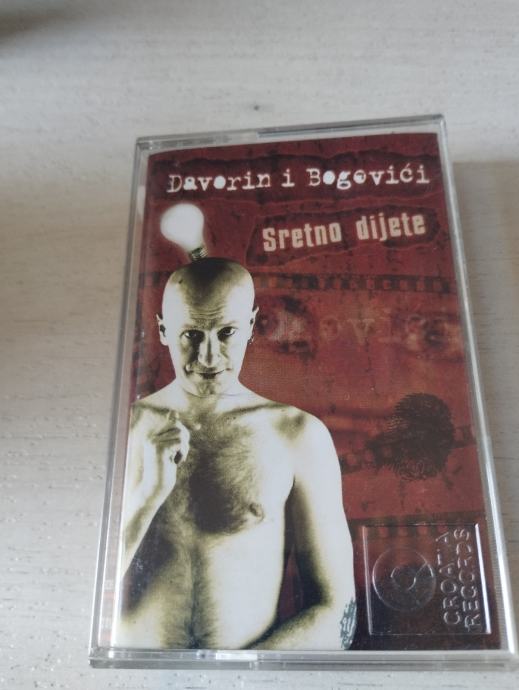 Davorin i Bogovići
Sretno dijete
CROATIA
RECORDS